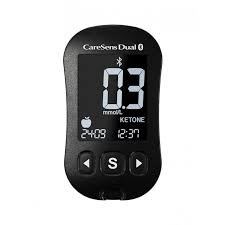 CareSens Dual
0.3
mmol/L
KETONE
24-09 12:37
S